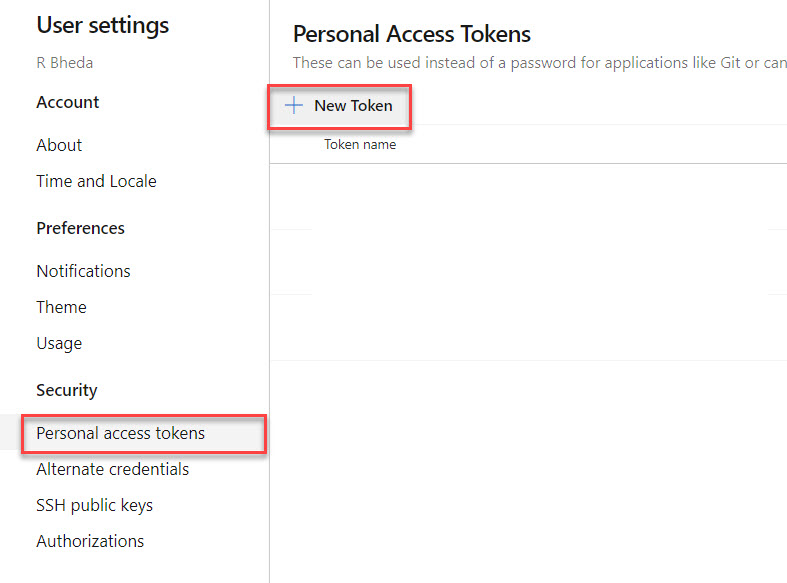 User settings
R Bheda
Account
About
Time and Locale
Preferences
Notifications
Theme
Usage
Security
Personal access tokens
Alternate credentials
SSH public keys
Authorizations
Personal Access Tokens
These can be used instead of a password for applications like Git or can
New Token
Token name